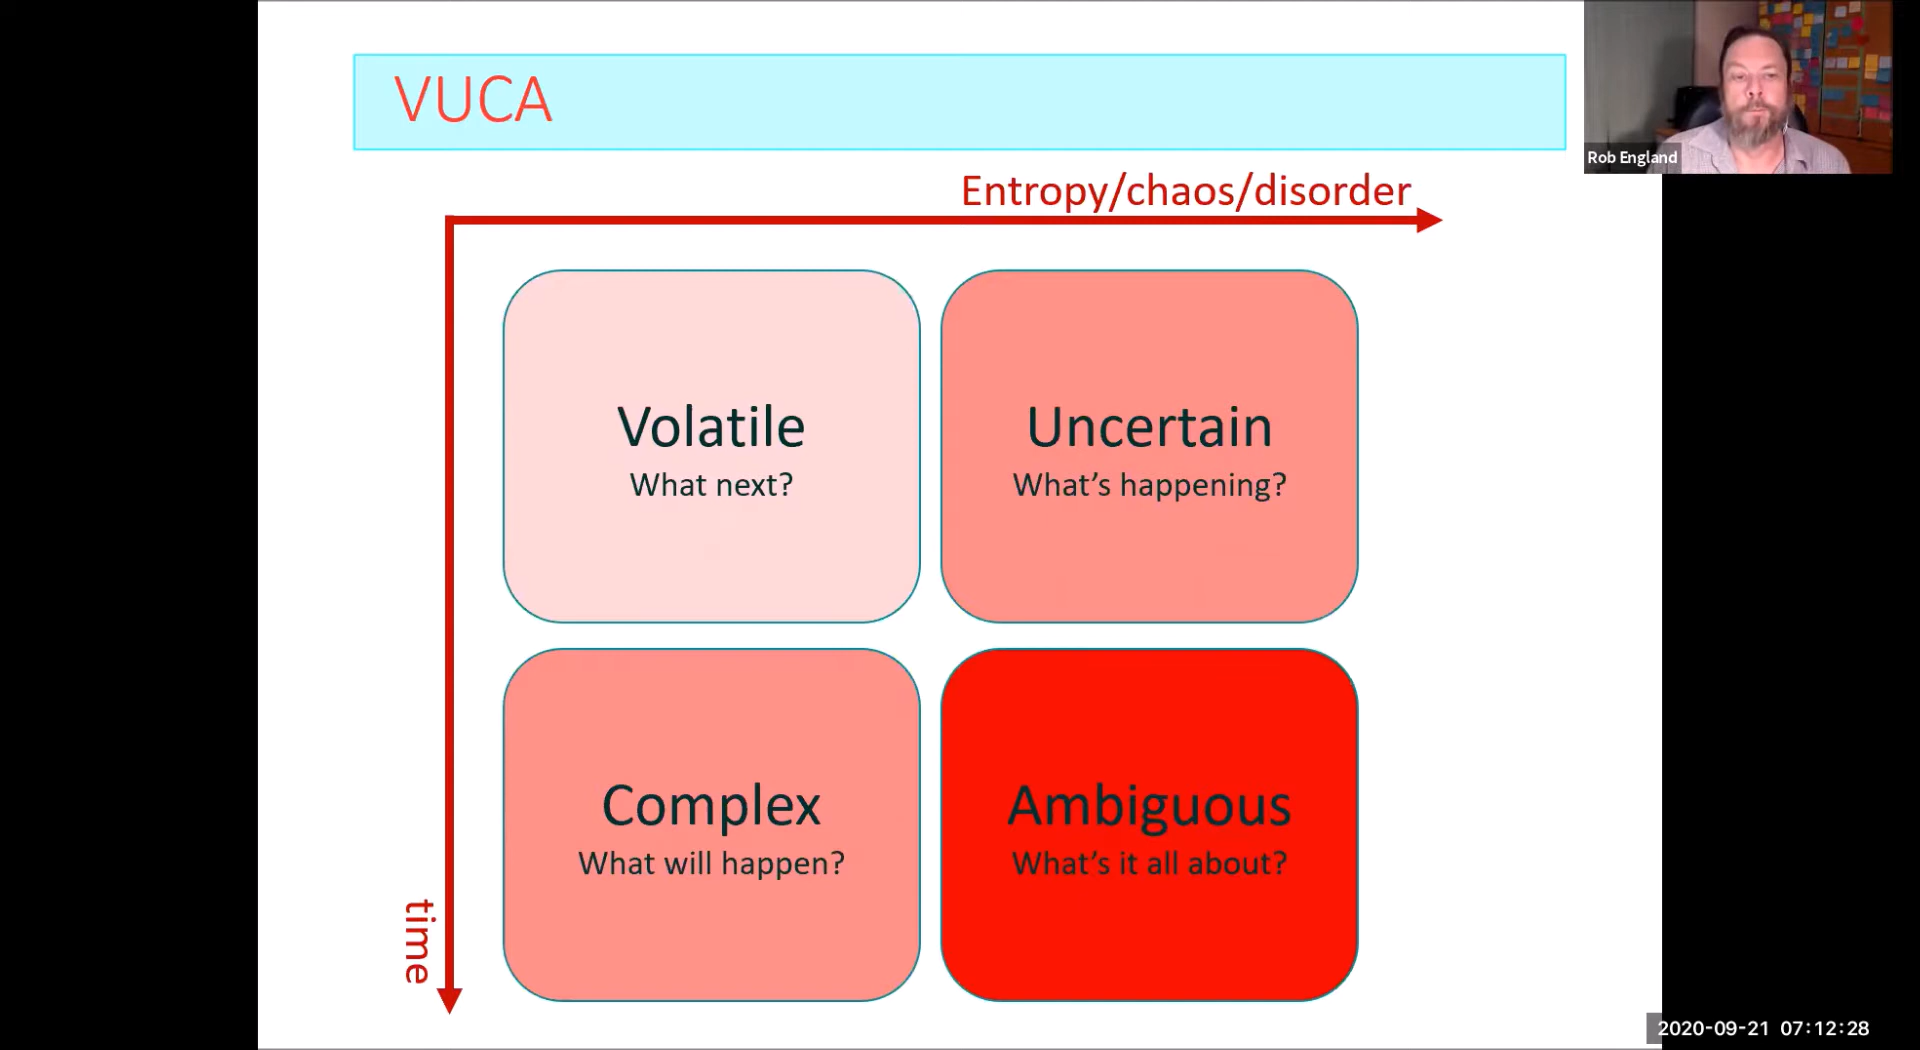 VUCA
Rob England
Entropy/chaos/disorder
Volatile
What next?
Uncertain
What's happening?
Complex
What will happen?
Ambiguous
What's it all about?
time
2020-09-21 07:12:28